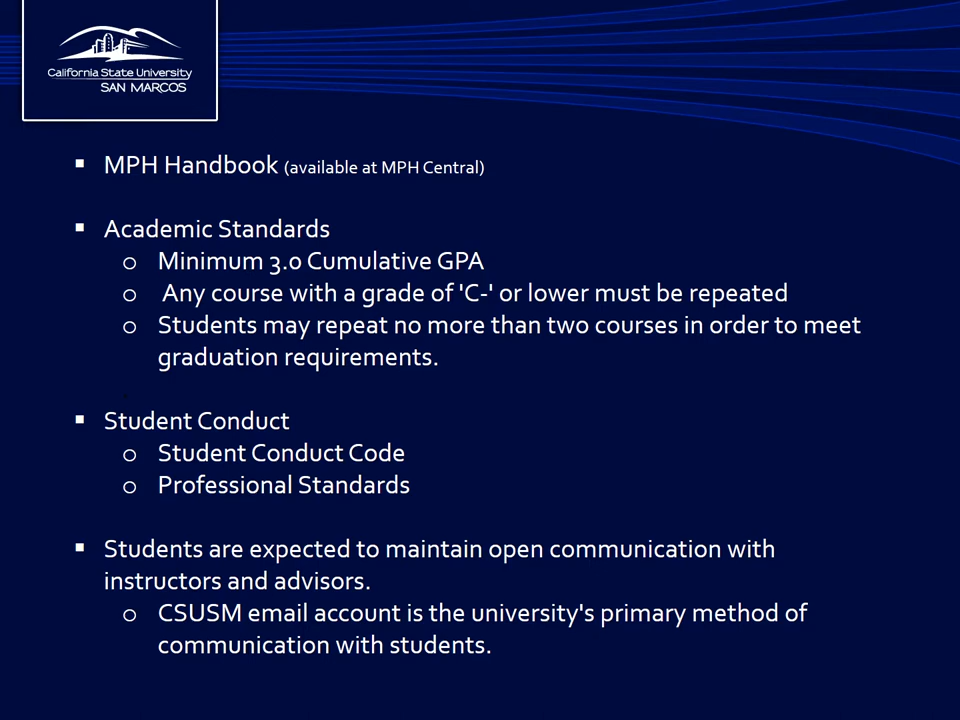 California State University
SAN MARCOS
▪ MPH Handbook (available at MPH Central)
▪ Academic Standards
o Minimum 3.0 Cumulative GPA
o Any course with a grade of 'C-' or lower must be repeated
o Students may repeat no more than two courses in order to meet
graduation requirements.
▪ Student Conduct
o Student Conduct Code
o Professional Standards
▪ Students are expected to maintain open communication with
instructors and advisors.
o CSUSM email account is the university's primary method of
communication with students.